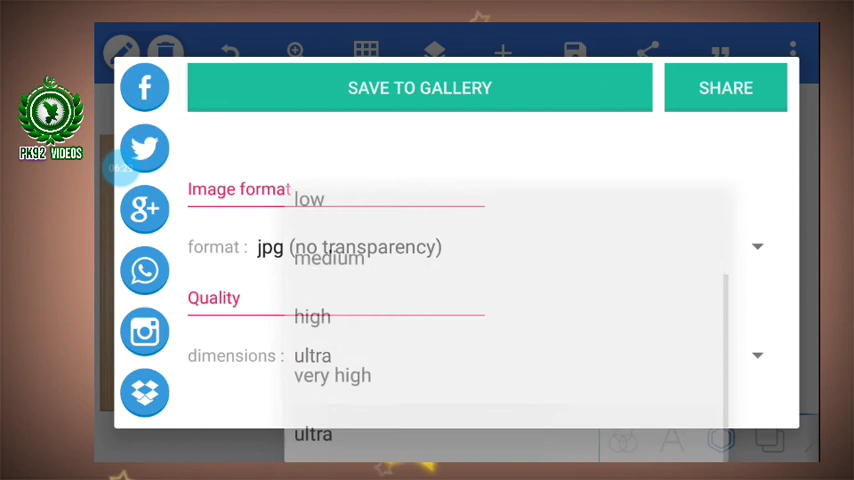 SAVE TO GALLERY
SHARE
PK92 VIDEOS
Image format
low
format : jpg (no transparency)
medium
Quality
high
dimensions : ultra
very high
ultra